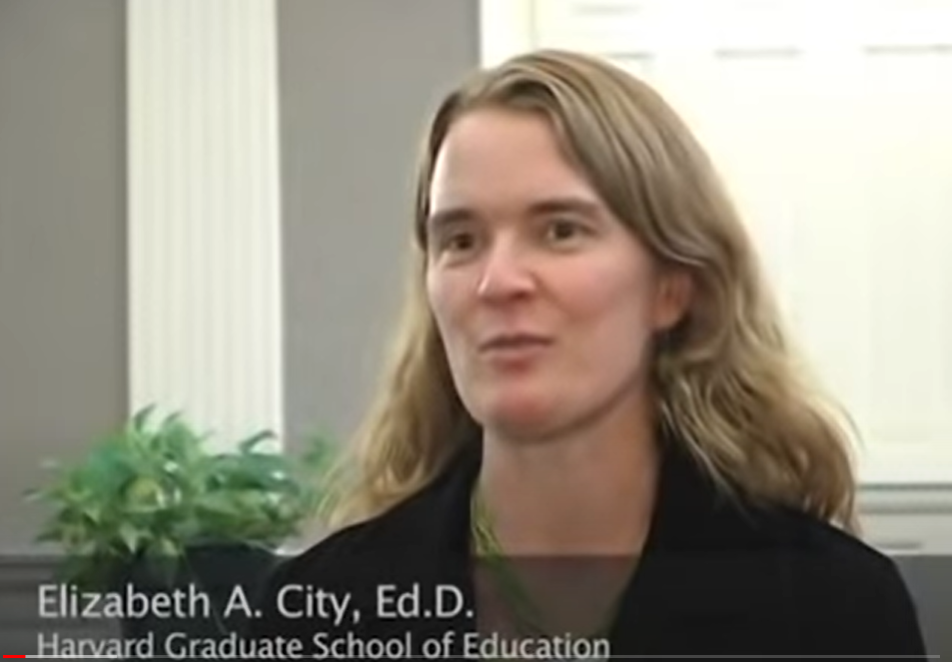 Elizabeth A. City, Ed.D.
Harvard Graduate School of Education